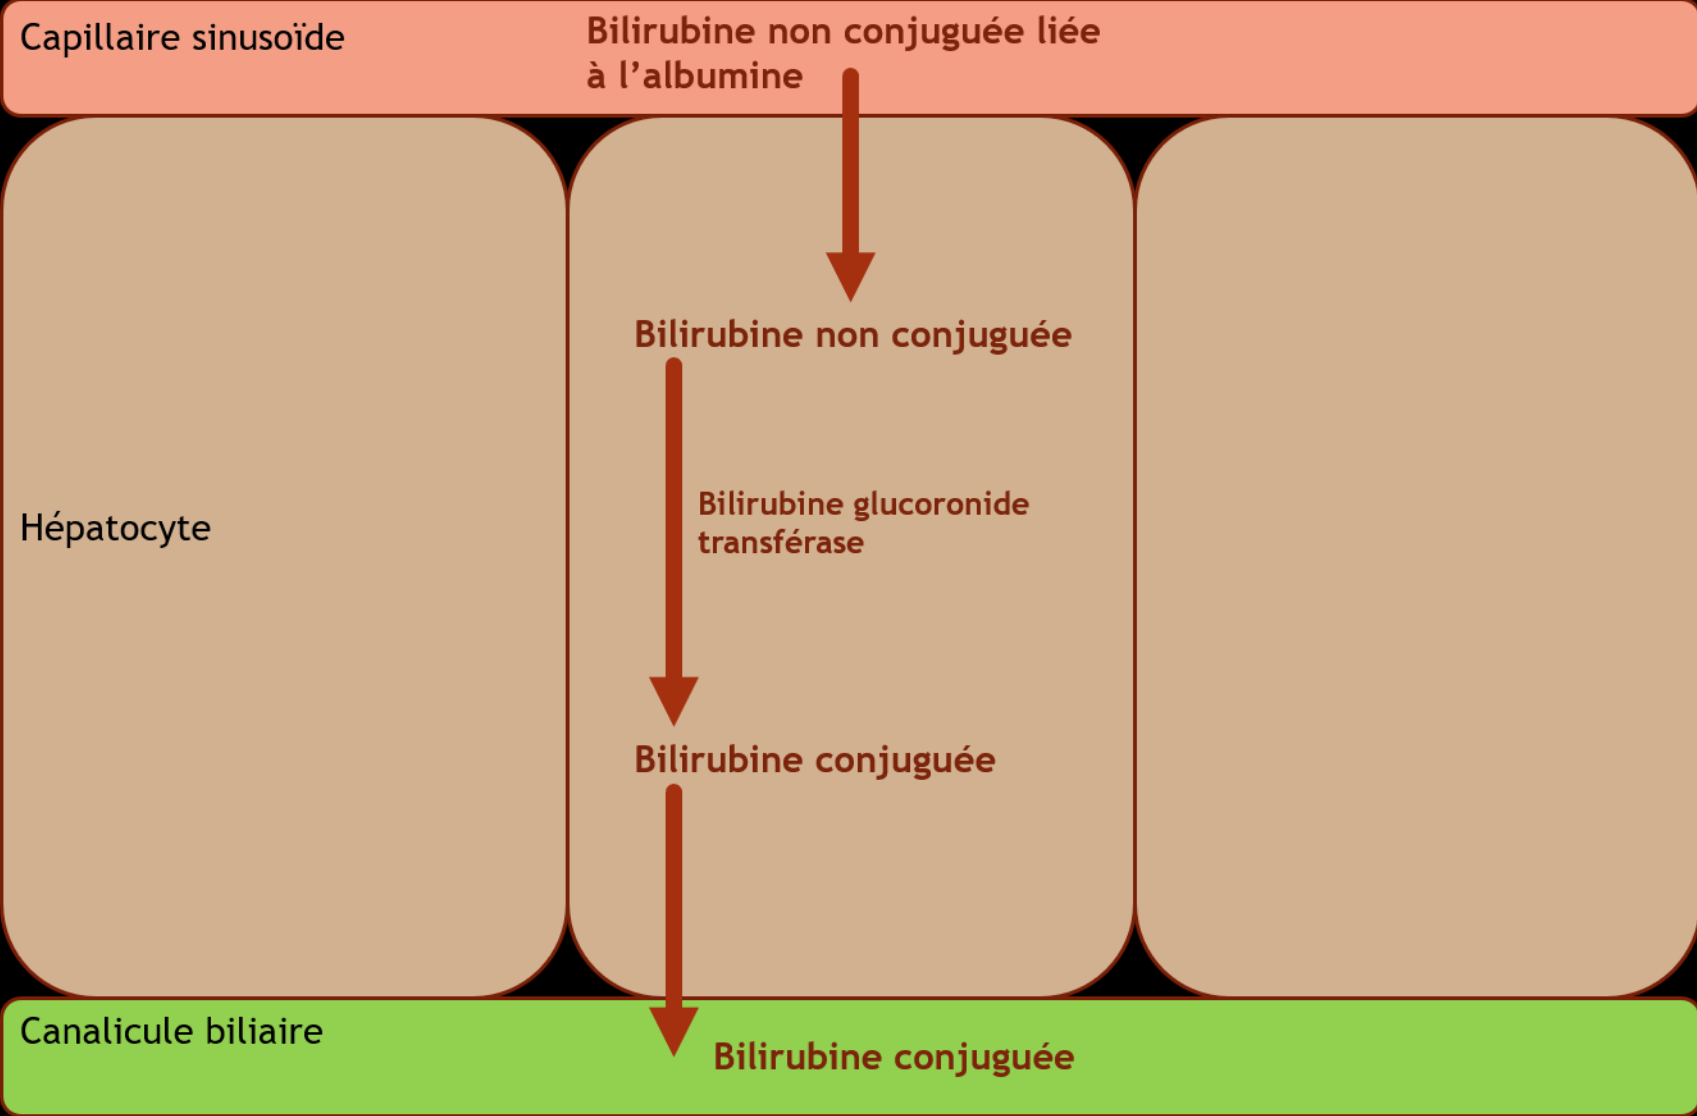 Capillaire sinusoïde
Bilirubine non conjuguée liée
à l’albumine
Bilirubine non conjuguée
Bilirubine glucoronide
transférase
Hépatocyte
Bilirubine conjuguée
Canalicule biliaire
Bilirubine conjuguée